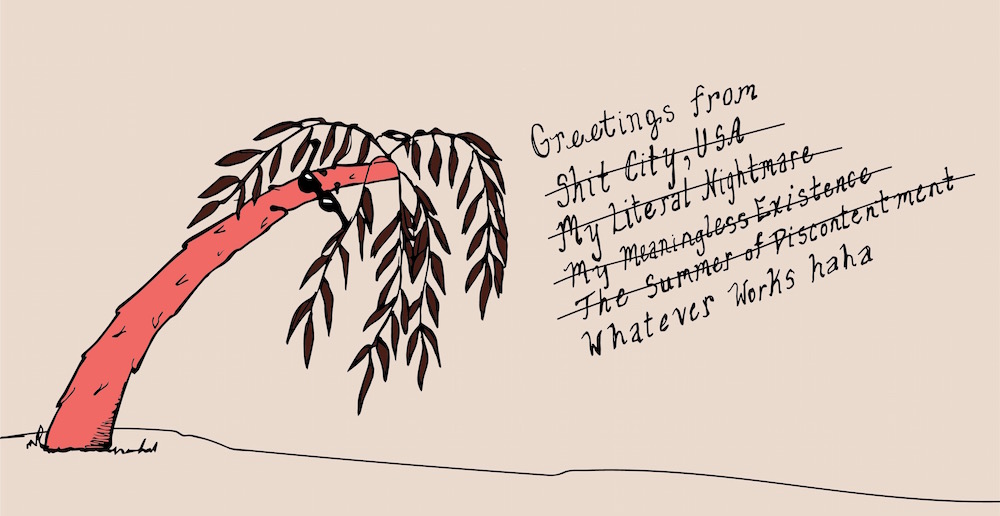 Greetings from
Shit City, USA
My Literal Nightmare
My Meaningless Existence
The Summer of Discontentment
Whatever Works haha